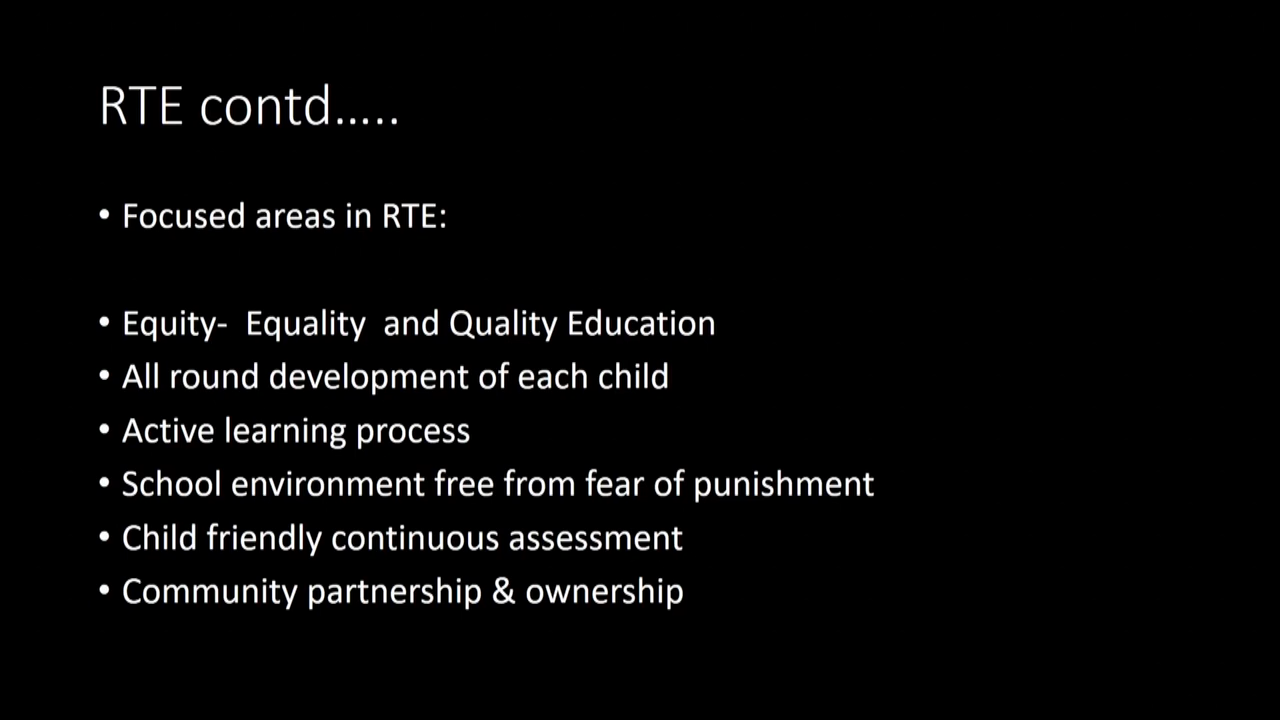 RTE contd.....
• Focused areas in RTE:
• Equity-  Equality  and Quality Education
• All round development of each child
• Active learning process
• School environment free from fear of punishment
• Child friendly continuous assessment
• Community partnership & ownership